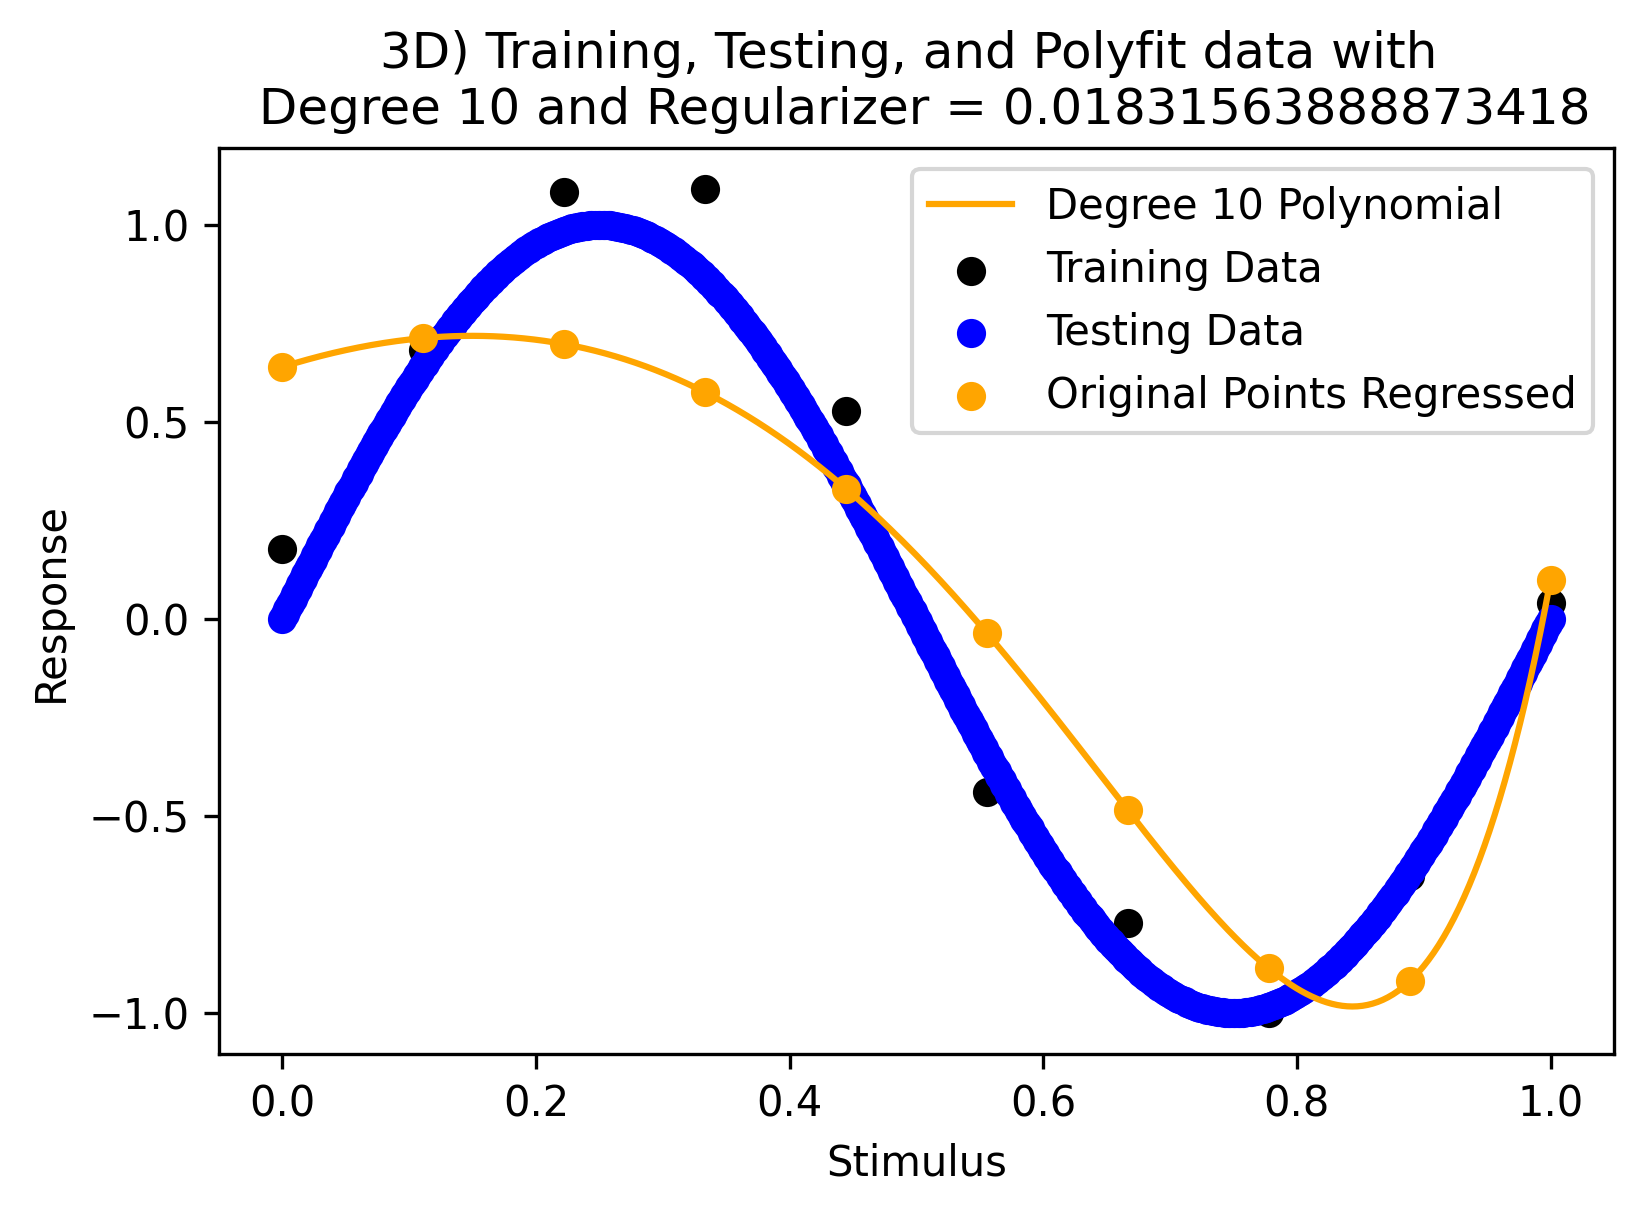 3D) Training, Testing, and Polyfit data with
Degree 10 and Regularizer = 0.01831563888873418
Degree 10 Polynomial
Training Data
Testing Data
Original Points Regressed
Response
1.0
0.5
0.0
−0.5
−1.0
0.0 0.2 0.4 0.6 0.8 1.0
Stimulus